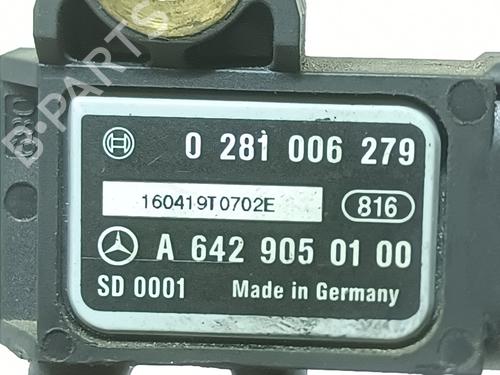 0 281 006 279
160419T0702E 816
A 642 905 01 00
SD 0001 Made in Germany
B-PARTS